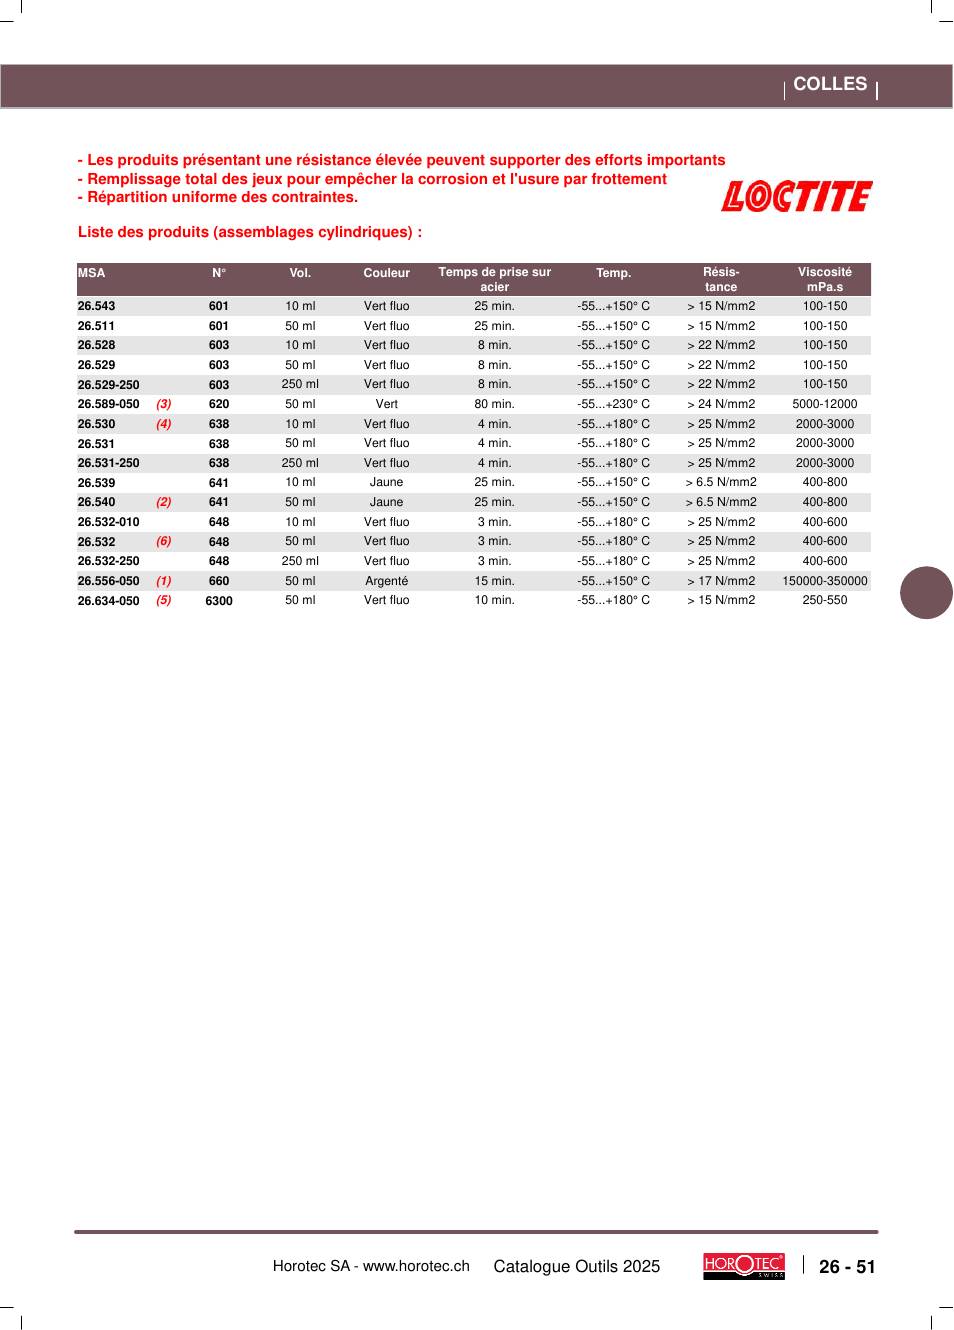 COLLES
- Les produits présentant une résistance élevée peuvent supporter des efforts importants
- Remplissage total des jeux pour empêcher la corrosion et l'usure par frottement
- Répartition uniforme des contraintes.
LOCTITE
Liste des produits (assemblages cylindriques) :
MSA N° Vol. Couleur Temps de prise sur acier Temp. Résis-tance Viscosité mPa.s
26.543 601 10 ml Vert fluo 25 min. -55...+150° C > 15 N/mm2 100-150
26.511 601 50 ml Vert fluo 25 min. -55...+150° C > 15 N/mm2 100-150
26.528 603 10 ml Vert fluo 8 min. -55...+150° C > 22 N/mm2 100-150
26.529 603 50 ml Vert fluo 8 min. -55...+150° C > 22 N/mm2 100-150
26.529-250 603 250 ml Vert fluo 8 min. -55...+150° C > 22 N/mm2 100-150
26.589-050 (3) 620 50 ml Vert 80 min. -55...+230° C > 24 N/mm2 5000-12000
26.530 (4) 638 10 ml Vert fluo 4 min. -55...+180° C > 25 N/mm2 2000-3000
26.531 638 50 ml Vert fluo 4 min. -55...+180° C > 25 N/mm2 2000-3000
26.531-250 638 250 ml Vert fluo 4 min. -55...+180° C > 25 N/mm2 2000-3000
26.539 641 10 ml Jaune 25 min. -55...+150° C > 6.5 N/mm2 400-800
26.540 (2) 641 50 ml Jaune 25 min. -55...+150° C > 6.5 N/mm2 400-800
26.532-010 648 10 ml Vert fluo 3 min. -55...+180° C > 25 N/mm2 400-600
26.532 (6) 648 50 ml Vert fluo 3 min. -55...+180° C > 25 N/mm2 400-600
26.532-250 648 250 ml Vert fluo 3 min. -55...+180° C > 25 N/mm2 400-600
26.556-050 (1) 660 50 ml Argenté 15 min. -55...+150° C > 17 N/mm2 150000-350000
26.634-050 (5) 6300 50 ml Vert fluo 10 min. -55...+180° C > 15 N/mm2 250-550
Horotec SA - www.horotec.ch Catalogue Outils 2025 HOROTEC SWISS 26 - 51